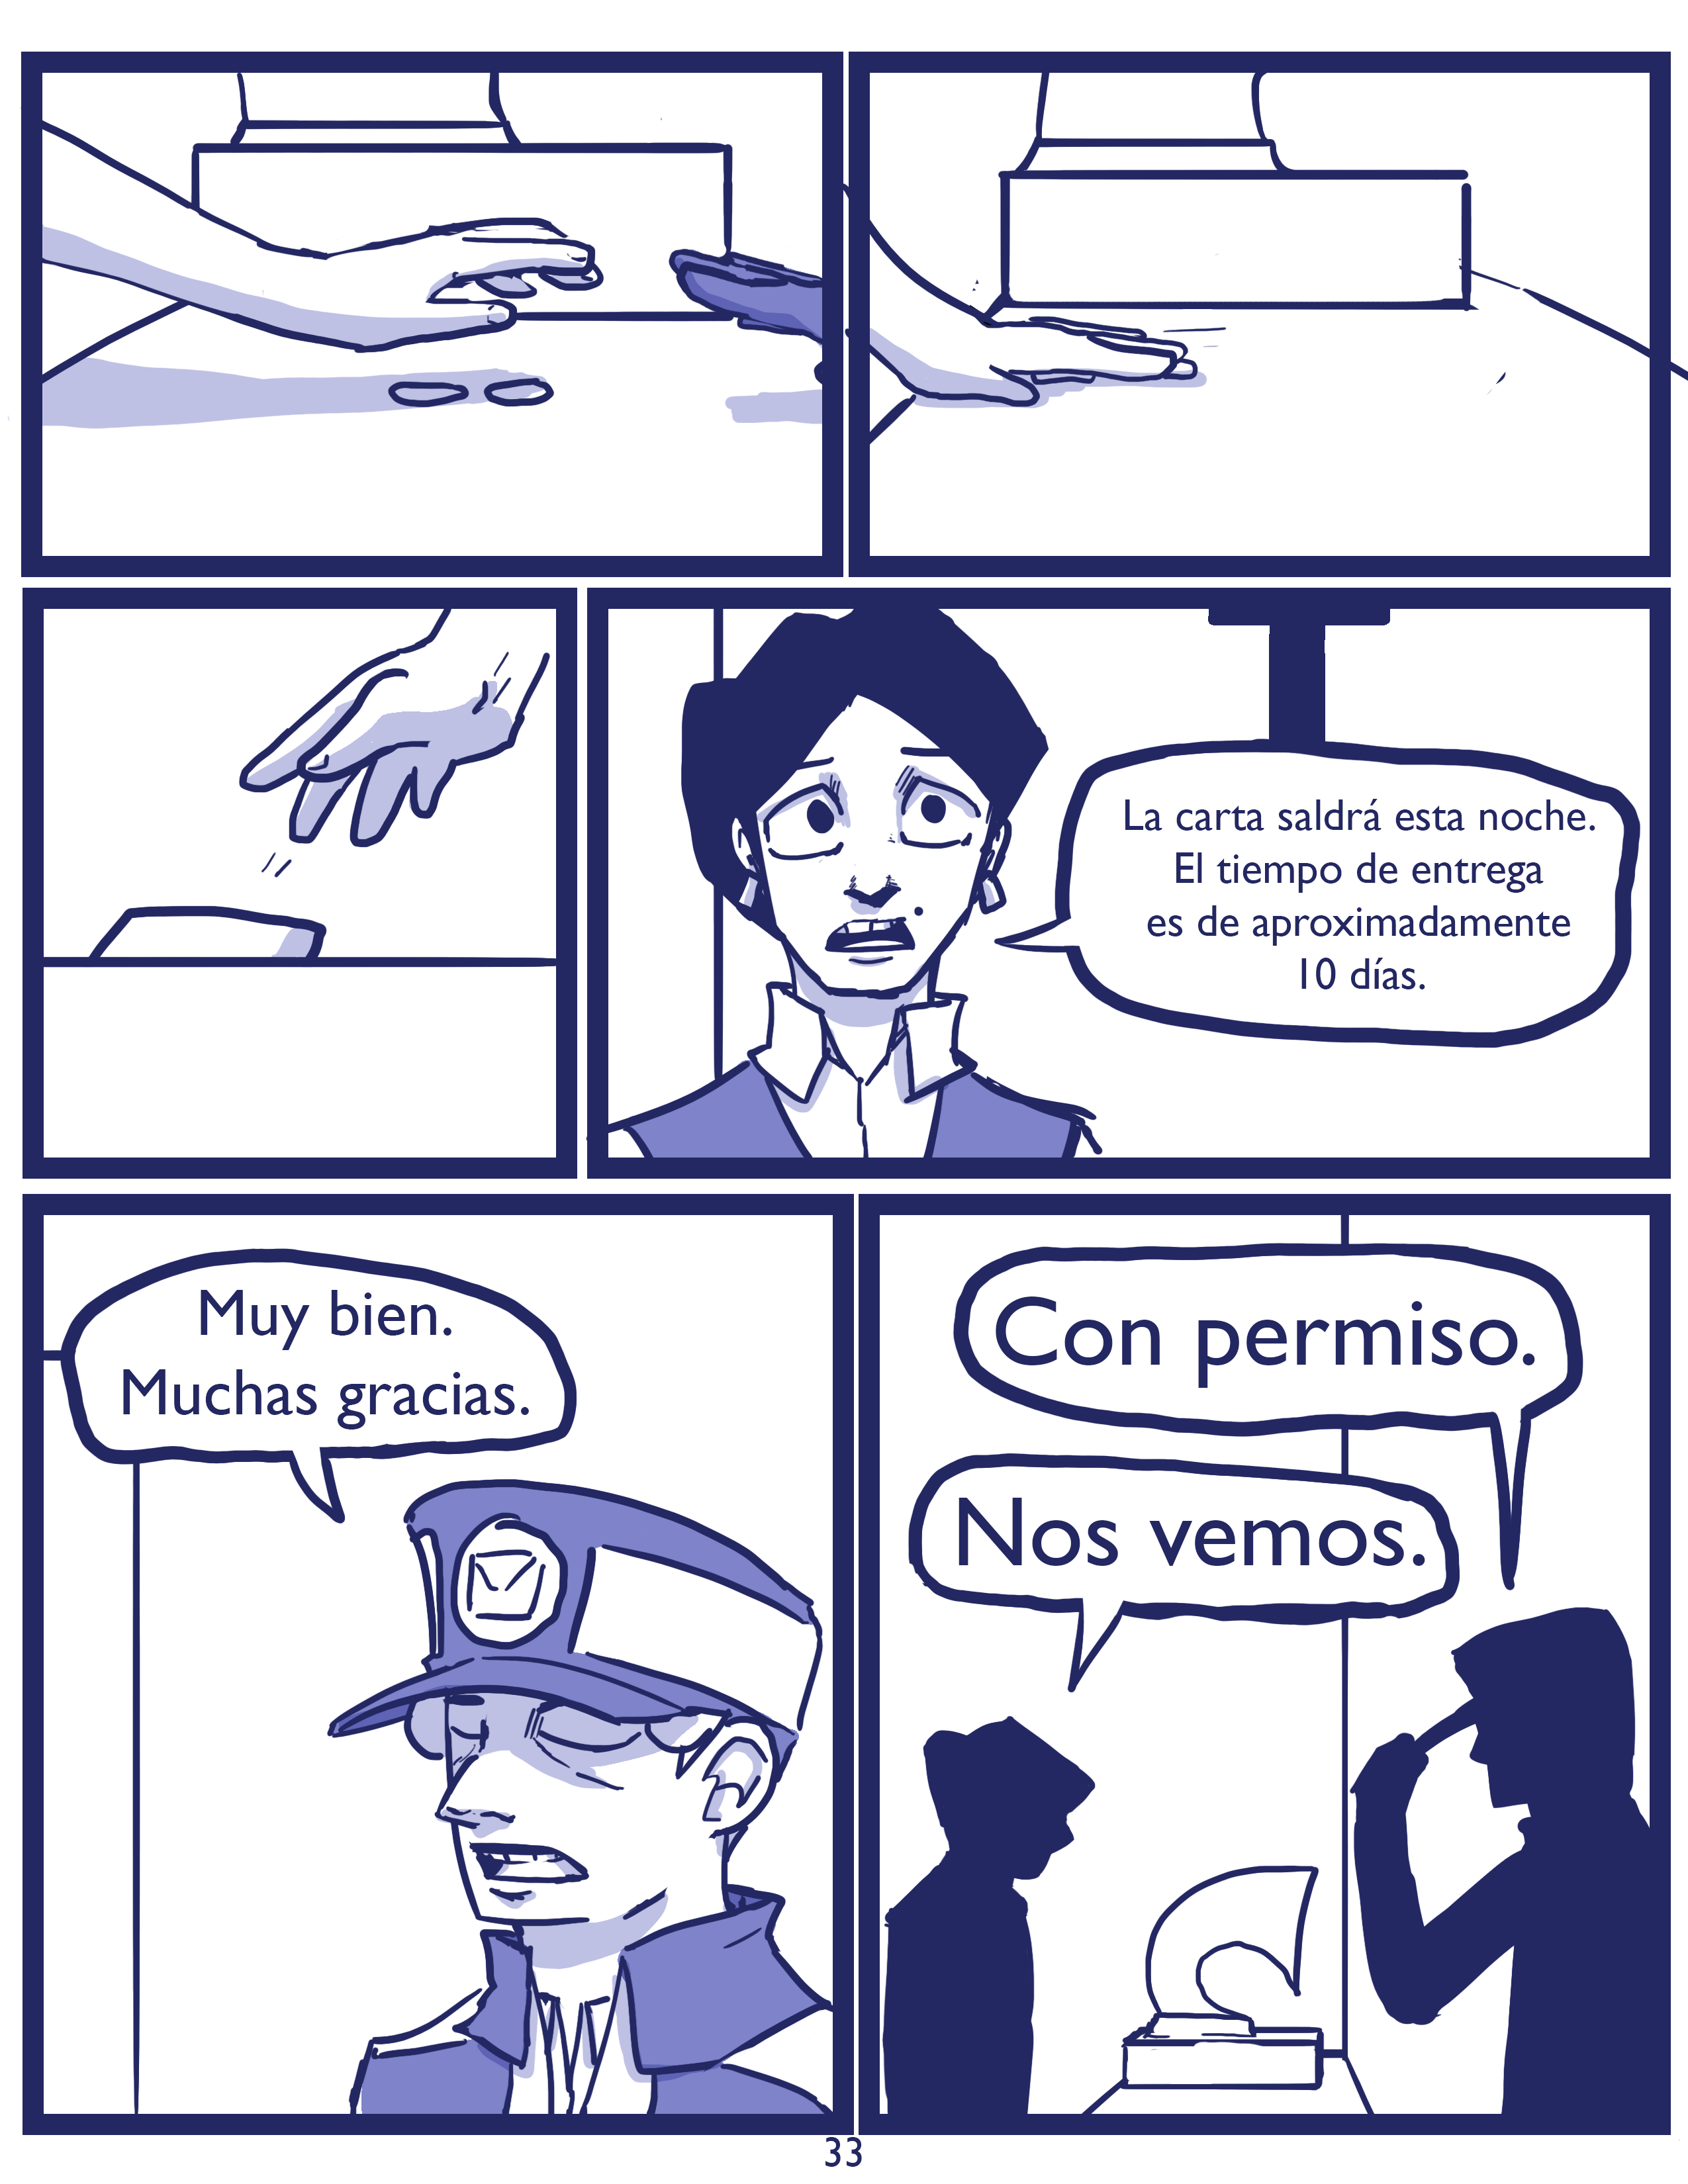 La carta saldrá esta noche.
El tiempo de entrega
es de aproximadamente
10 días.
Muy bien.
Muchas gracias.
Con permiso.
Nos vemos.
33